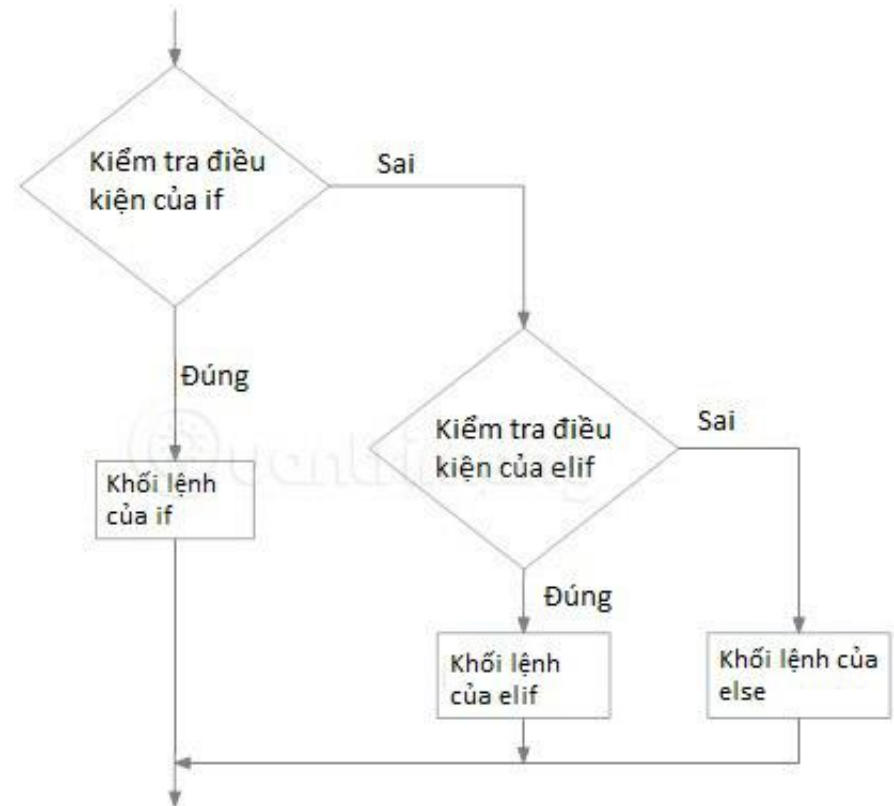 Kiểm tra điều
kiện của if
Sai
Đúng
Kiểm tra điều
kiện của elif
Sai
Khối lệnh
của if
Đúng
Khối lệnh
của elif
Khối lệnh của
else